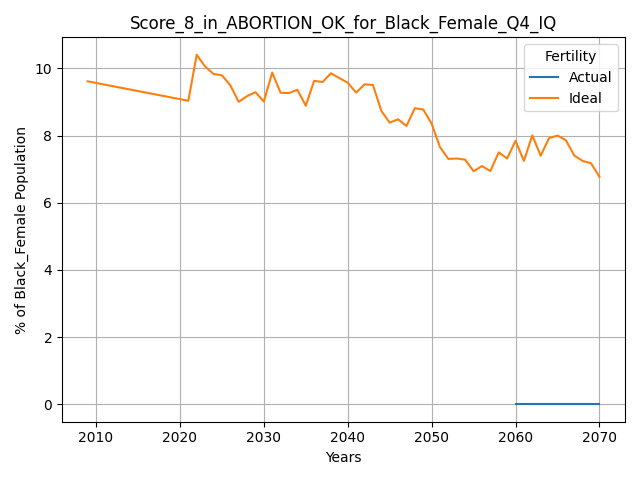 Score_8_in_ABORTION_OK_for_Black_Female_Q4_IQ
Fertility
Actual
Ideal
% of Black_Female Population
10
8
6
4
2
0
2010 2020 2030 2040 2050 2060 2070
Years